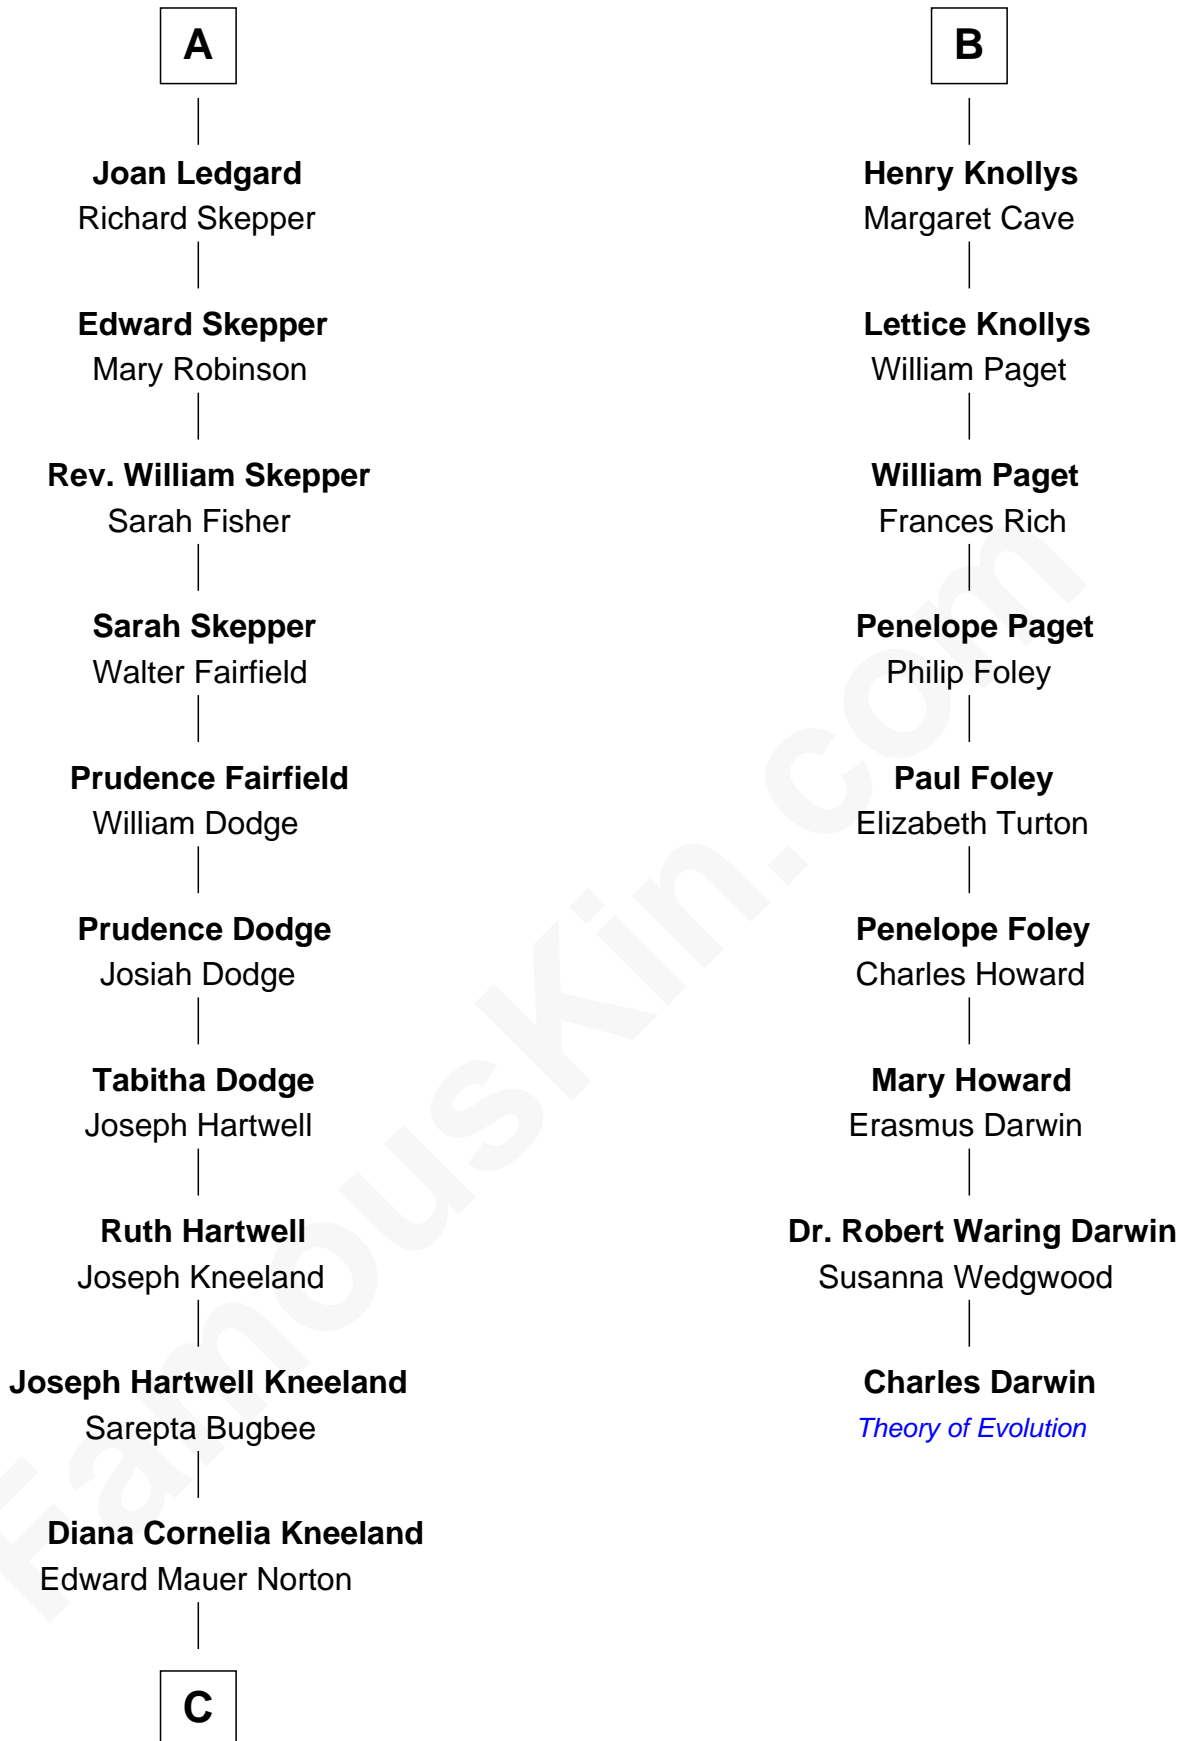 A
Joan Ledgard
Richard Skepper
Edward Skepper
Mary Robinson
Rev. William Skepper
Sarah Fisher
Sarah Skepper
Walter Fairfield
Prudence Fairfield
William Dodge
Prudence Dodge
Josiah Dodge
Tabitha Dodge
Joseph Hartwell
Ruth Hartwell
Joseph Kneeland
Joseph Hartwell Kneeland
Sarepta Bugbee
Diana Cornelia Kneeland
Edward Mauer Norton
C
B
Henry Knollys
Margaret Cave
Lettice Knollys
William Paget
William Paget
Frances Rich
Penelope Paget
Philip Foley
Paul Foley
Elizabeth Turton
Penelope Foley
Charles Howard
Mary Howard
Erasmus Darwin
Dr. Robert Waring Darwin
Susanna Wedgwood
Charles Darwin
Theory of Evolution
FamousKin.com